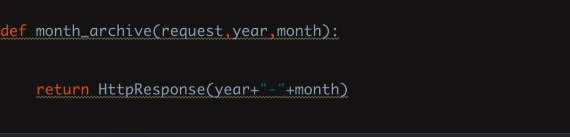 def month_archive(request,year,month):
return HttpResponse(year+"-"+month)